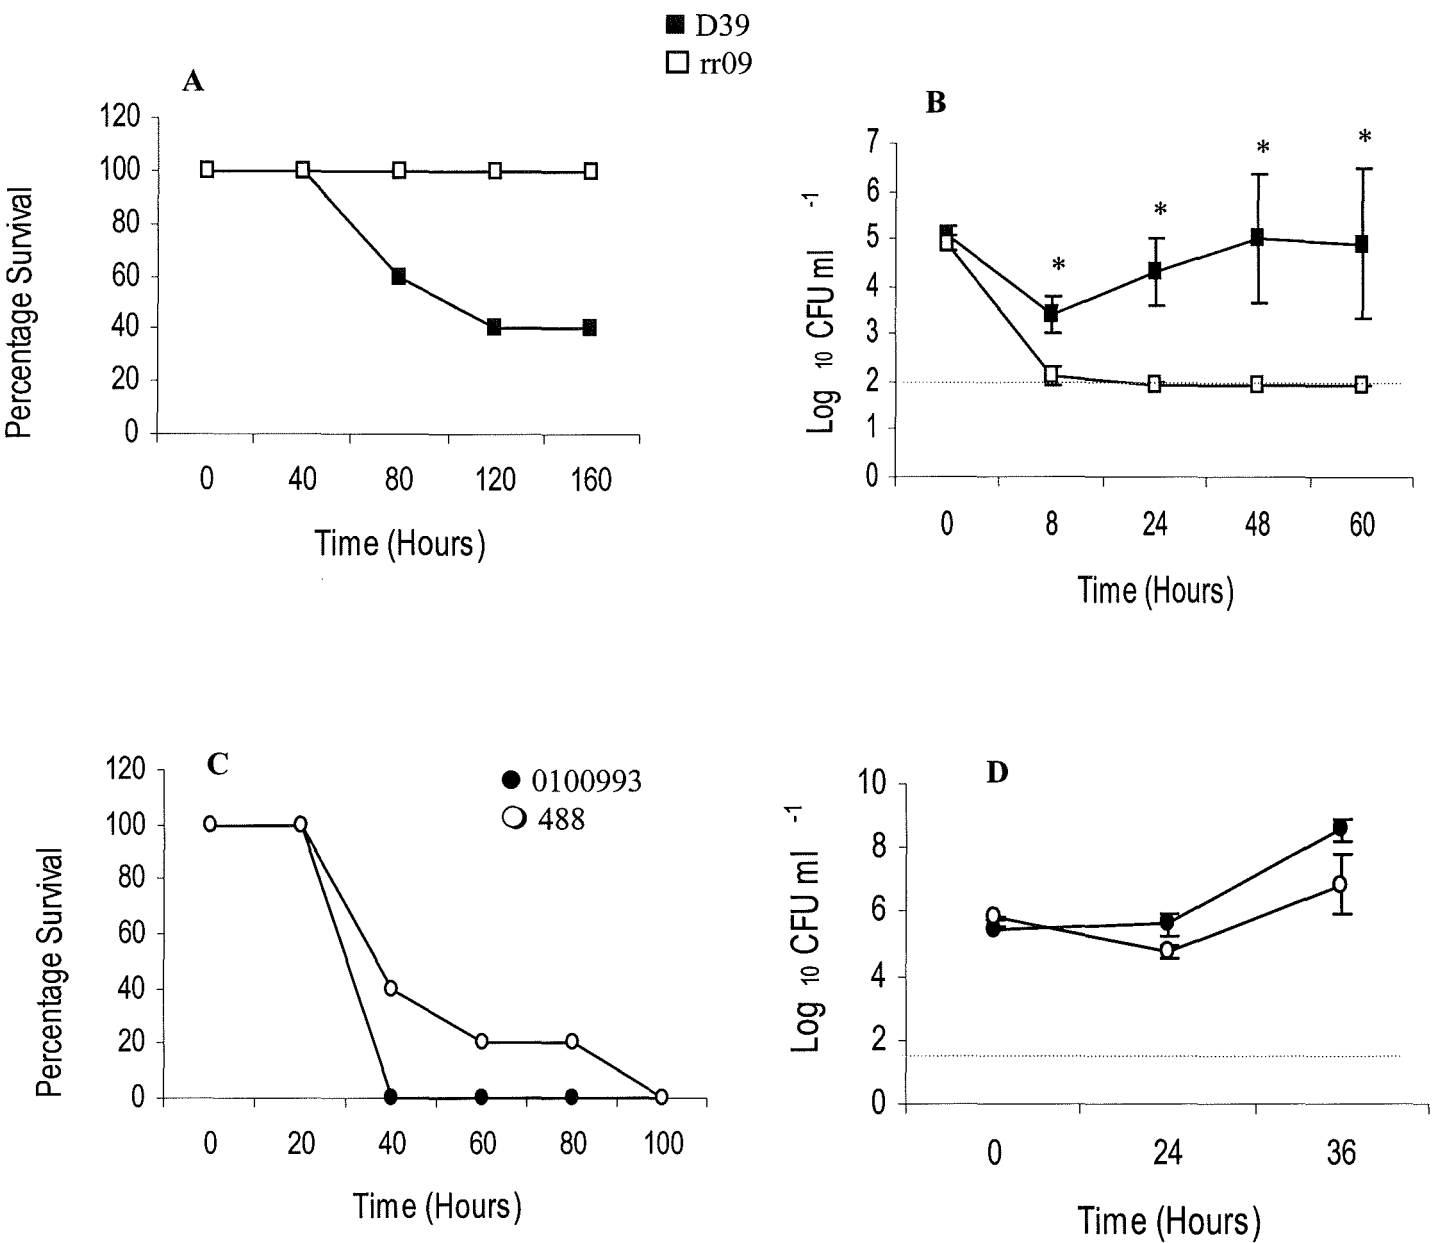 D39
rr09
A
120
100
80
60
40
20
0
Percentage Survival
0 40 80 120 160
Time (Hours)
B
7
6
5
4
3
2
1
0
Log 10 CFU ml -1
* * * *
0 8 24 48 60
Time (Hours)
C
0100993
488
120
100
80
60
40
20
0
Percentage Survival
0 20 40 60 80 100
Time (Hours)
D
10
8
6
4
2
0
Log 10 CFU ml -1
0 24 36
Time (Hours)